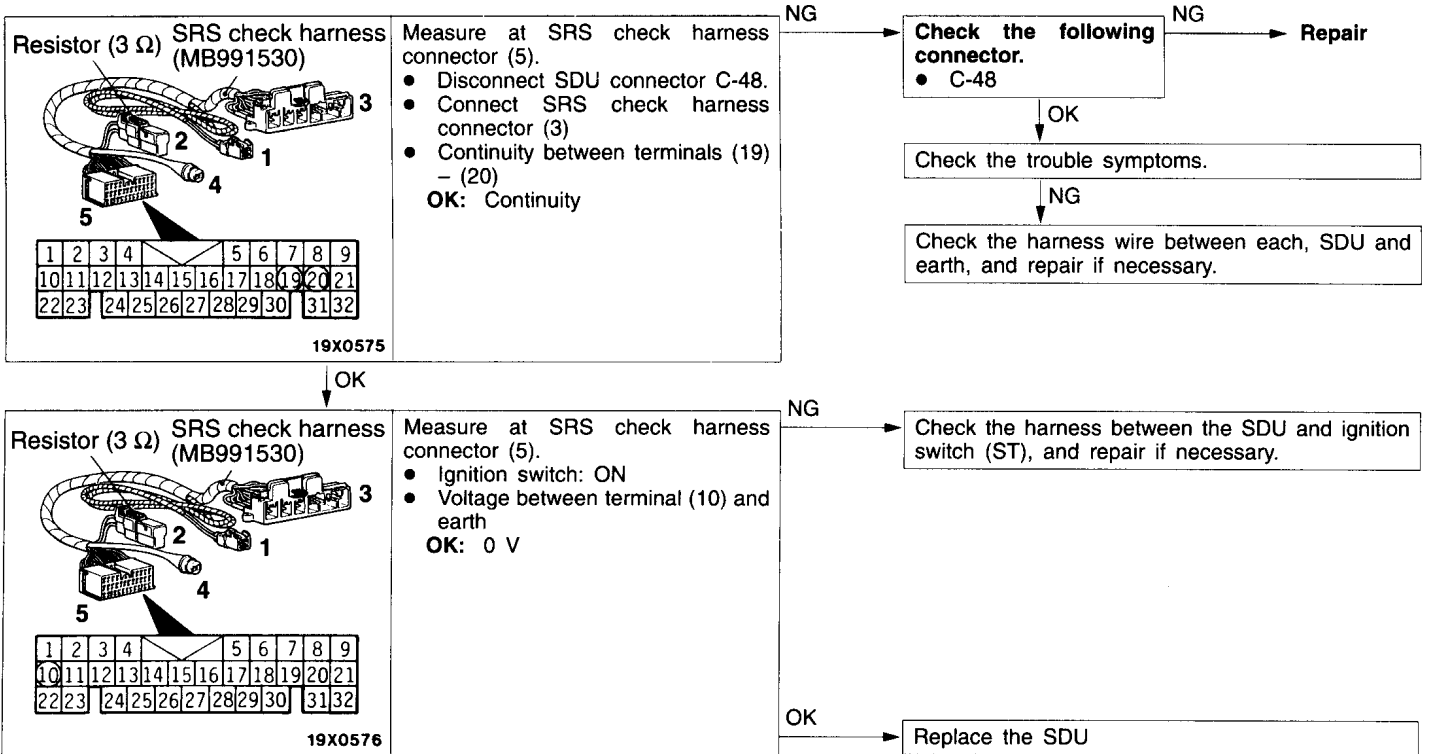 Resistor (3 Ω) SRS check harness
(MB991530)
3
2
1
4
5
1 2 3 4 5 6 7 8 9
10 11 12 13 14 15 16 17 18 19 20 21
22 23 24 25 26 27 28 29 30 31 32
19X0575
Measure at SRS check harness
connector (5).
● Disconnect SDU connector C-48.
● Connect SRS check harness
connector (3)
● Continuity between terminals (19)
– (20)
OK: Continuity
NG
Check the following
connector.
● C-48
NG
Repair
OK
Check the trouble symptoms.
NG
Check the harness wire between each, SDU and
earth, and repair if necessary.
OK
Resistor (3 Ω) SRS check harness
(MB991530)
3
2
1
4
5
1 2 3 4 5 6 7 8 9
10 11 12 13 14 15 16 17 18 19 20 21
22 23 24 25 26 27 28 29 30 31 32
19X0576
Measure at SRS check harness
connector (5).
● Ignition switch: ON
● Voltage between terminal (10) and
earth
OK: 0 V
NG
Check the harness between the SDU and ignition
switch (ST), and repair if necessary.
OK
Replace the SDU